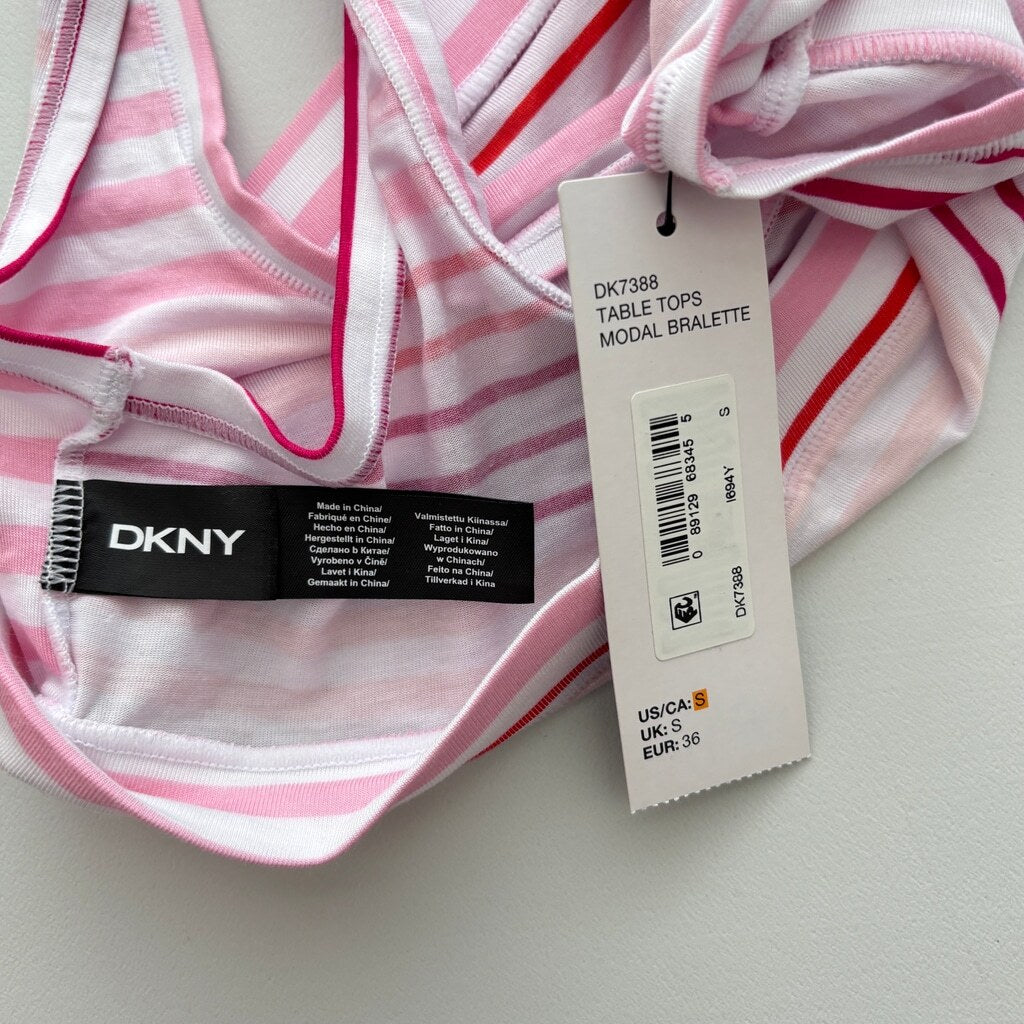 DKNY
Made in China/
Fabriqué en Chine/
Hecho en China/
Hergestellt in China/
Сделано b Китае/
Vyrobeno v Číně/
Lavet i Kina/
Gemaakt in China/
Valmistettu Kiinassa/
Fatto in China/
Laget i Kina/
Wyprodukowano
w Chinach/
Feito na China/
Tillverkad i Kina
DK7388
TABLE TOPS
MODAL BRALETTE
0 89129 68345 5
DK7388 I694Y S
US/CA: S
UK: S
EUR: 36